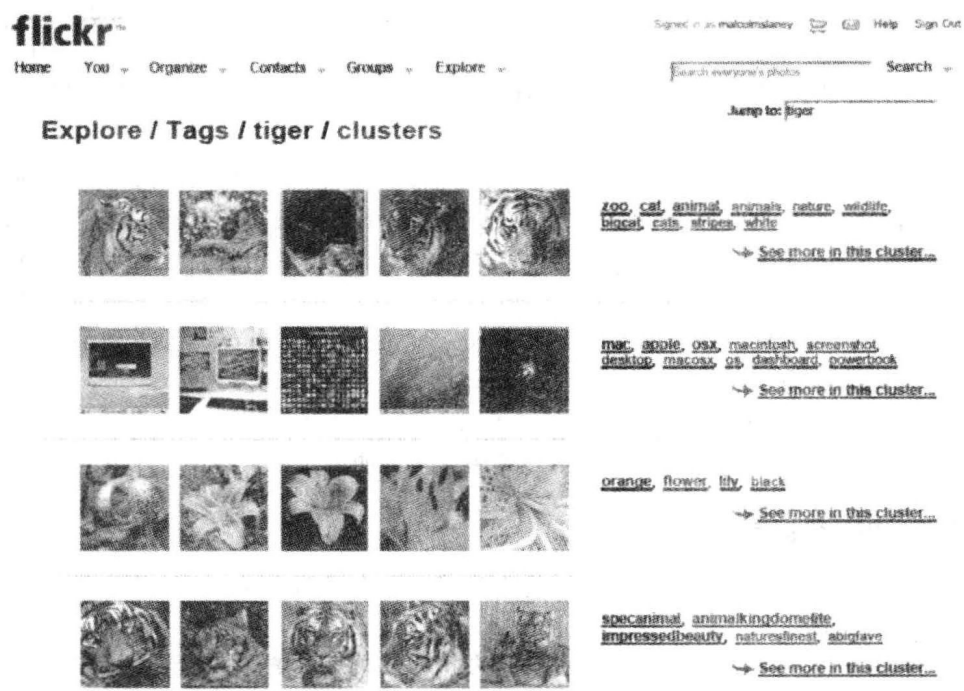 flickr
Signed in as malcolmslaney Help Sign Out
Home You Organize Contacts Groups Explore
Search everyone's photos Search
Jump to: tiger
Explore / Tags / tiger / clusters
zoo, cat, animal, animals, nature, wildlife,
bigcat, cats, stripes, white
See more in this cluster...
mac, apple, osx, macintosh, screenshot,
desktop, macosx, os, dashboard, powerbook
See more in this cluster...
orange, flower, lily, black
See more in this cluster...
specanimal, animalkingdomelite,
impressedbeauty, naturesfinest, abigfave
See more in this cluster...